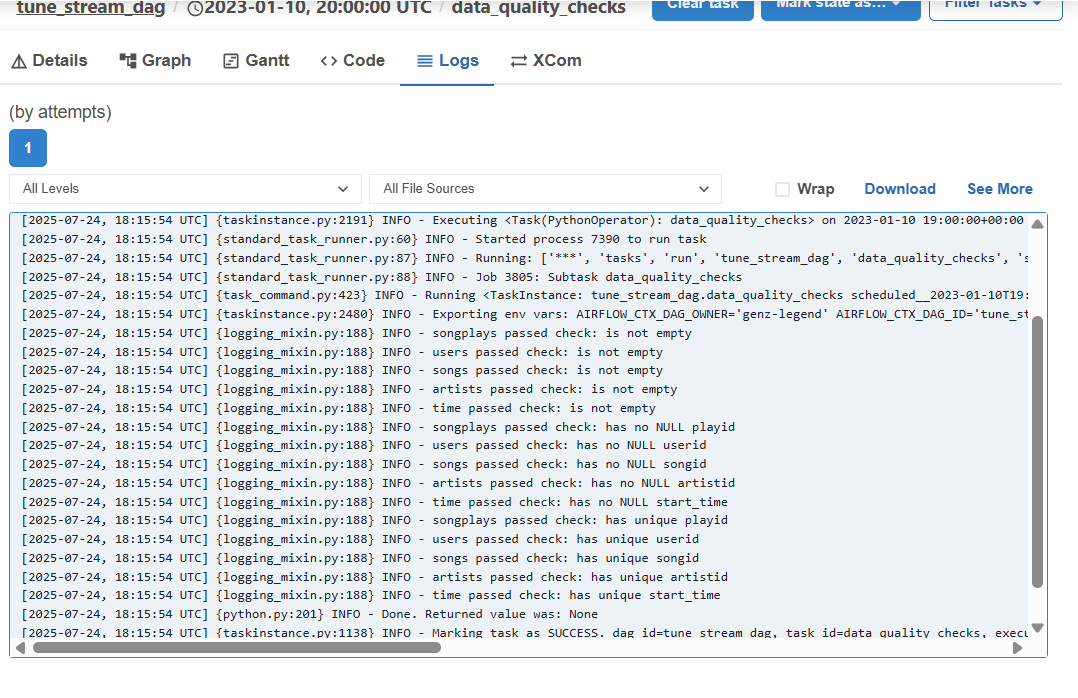 tune_stream_dag / 2023-01-10, 20:00:00 UTC / data_quality_checks Clear task Mark state as... Filter Tasks
Details Graph Gantt Code Logs XCom
(by attempts)
1
All Levels All File Sources Wrap Download See More
[2025-07-24, 18:15:54 UTC] {taskinstance.py:2191} INFO - Executing <Task(PythonOperator): data_quality_checks> on 2023-01-10 19:00:00+00:00
[2025-07-24, 18:15:54 UTC] {standard_task_runner.py:60} INFO - Started process 7390 to run task
[2025-07-24, 18:15:54 UTC] {standard_task_runner.py:87} INFO - Running: ['***', 'tasks', 'run', 'tune_stream_dag', 'data_quality_checks', 's
[2025-07-24, 18:15:54 UTC] {standard_task_runner.py:88} INFO - Job 3805: Subtask data_quality_checks
[2025-07-24, 18:15:54 UTC] {task_command.py:423} INFO - Running <TaskInstance: tune_stream_dag.data_quality_checks scheduled__2023-01-10T19:
[2025-07-24, 18:15:54 UTC] {taskinstance.py:2480} INFO - Exporting env vars: AIRFLOW_CTX_DAG_OWNER='genz-legend' AIRFLOW_CTX_DAG_ID='tune_st
[2025-07-24, 18:15:54 UTC] {logging_mixin.py:188} INFO - songplays passed check: is not empty
[2025-07-24, 18:15:54 UTC] {logging_mixin.py:188} INFO - users passed check: is not empty
[2025-07-24, 18:15:54 UTC] {logging_mixin.py:188} INFO - songs passed check: is not empty
[2025-07-24, 18:15:54 UTC] {logging_mixin.py:188} INFO - artists passed check: is not empty
[2025-07-24, 18:15:54 UTC] {logging_mixin.py:188} INFO - time passed check: is not empty
[2025-07-24, 18:15:54 UTC] {logging_mixin.py:188} INFO - songplays passed check: has no NULL playid
[2025-07-24, 18:15:54 UTC] {logging_mixin.py:188} INFO - users passed check: has no NULL userid
[2025-07-24, 18:15:54 UTC] {logging_mixin.py:188} INFO - songs passed check: has no NULL songid
[2025-07-24, 18:15:54 UTC] {logging_mixin.py:188} INFO - artists passed check: has no NULL artistid
[2025-07-24, 18:15:54 UTC] {logging_mixin.py:188} INFO - time passed check: has no NULL start_time
[2025-07-24, 18:15:54 UTC] {logging_mixin.py:188} INFO - songplays passed check: has unique playid
[2025-07-24, 18:15:54 UTC] {logging_mixin.py:188} INFO - users passed check: has unique userid
[2025-07-24, 18:15:54 UTC] {logging_mixin.py:188} INFO - songs passed check: has unique songid
[2025-07-24, 18:15:54 UTC] {logging_mixin.py:188} INFO - artists passed check: has unique artistid
[2025-07-24, 18:15:54 UTC] {logging_mixin.py:188} INFO - time passed check: has unique start_time
[2025-07-24, 18:15:54 UTC] {python.py:201} INFO - Done. Returned value was: None
[2025-07-24, 18:15:54 UTC] {taskinstance.py:1138} INFO - Marking task as SUCCESS. dag_id=tune_stream_dag, task_id=data_quality_checks, execu